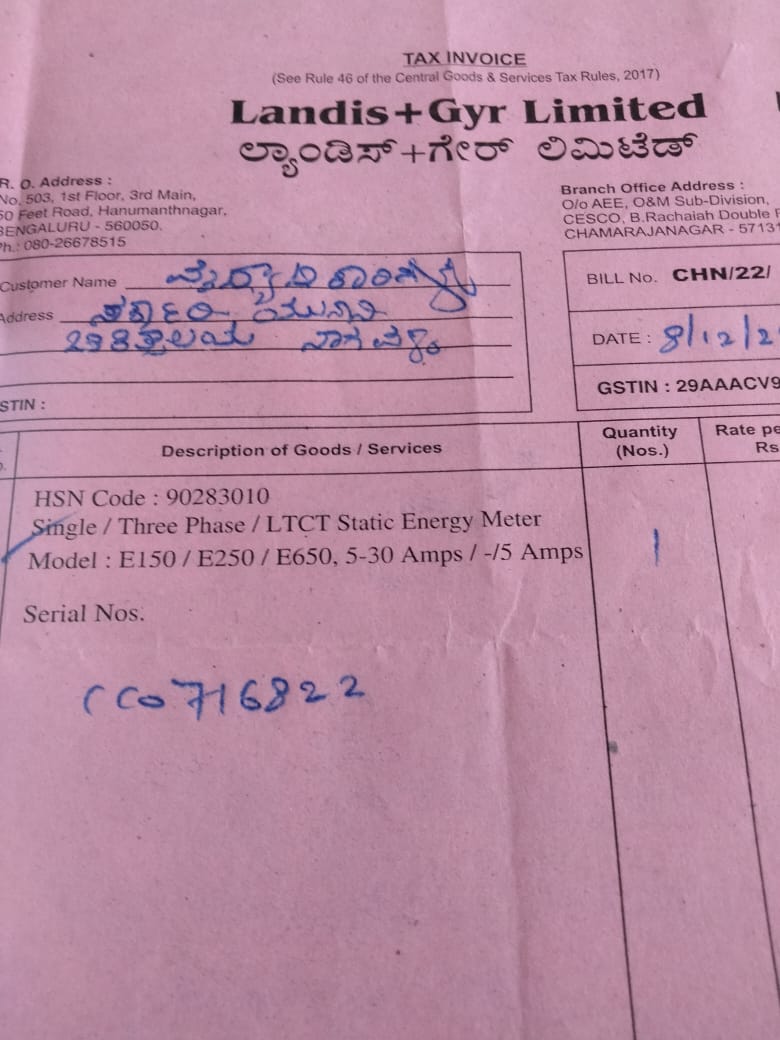 TAX INVOICE
(See Rule 46 of the Central Goods & Services Tax Rules, 2017)
Landis+Gyr Limited
ಲ್ಯಾಂಡಿಸ್+ಗೇರ್ ಲಿಮಿಟೆಡ್
R. O. Address :
No. 503, 1st Floor, 3rd Main,
50 Feet Road, Hanumanthnagar,
BENGALURU - 560050.
Ph.: 080-26678515
Branch Office Address :
O/o AEE, O&M Sub-Division,
CESCO, B.Rachaiah Double
CHAMARAJANAGAR - 5713
Customer Name
Address
STIN :
BILL No. CHN/22/
DATE : 8/12/2
GSTIN : 29AAACV9
Description of Goods / Services
Quantity
(Nos.)
Rate pe
Rs
HSN Code : 90283010
Single / Three Phase / LTCT Static Energy Meter
Model : E150 / E250 / E650, 5-30 Amps / -/5 Amps
1
Serial Nos.
CC0716822